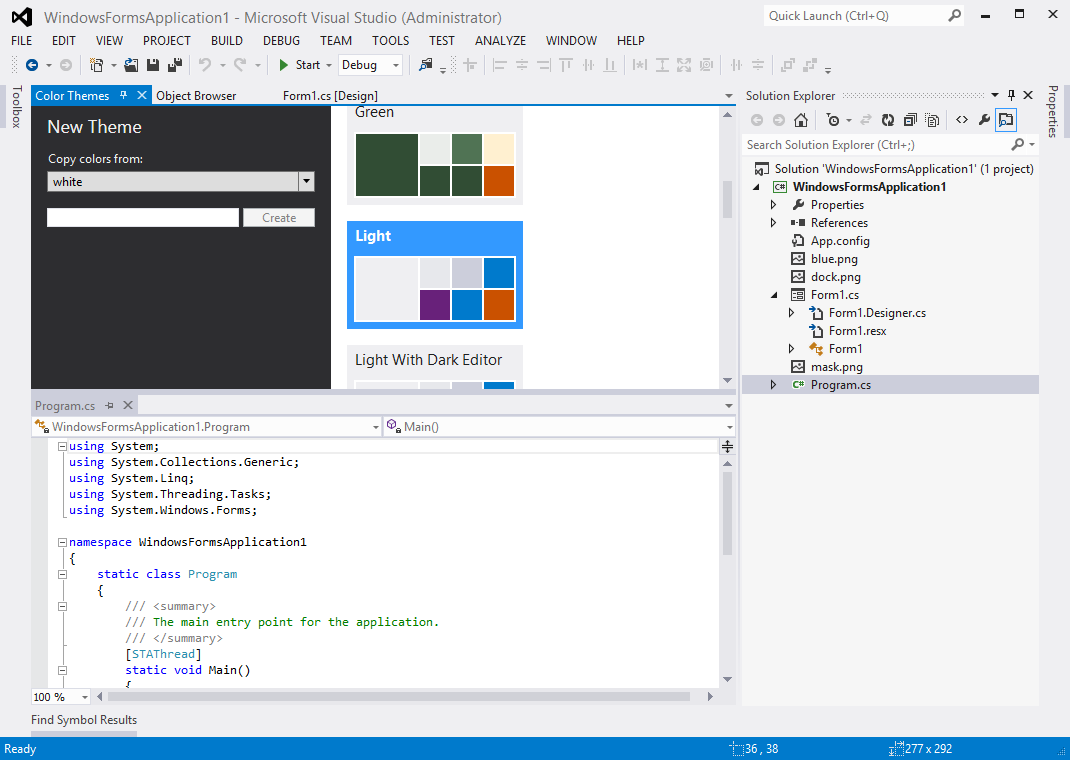 WindowsFormsApplication1 - Microsoft Visual Studio (Administrator)
Quick Launch (Ctrl+Q)
FILE EDIT VIEW PROJECT BUILD DEBUG TEAM TOOLS TEST ANALYZE WINDOW HELP
Start Debug
Toolbox
Color Themes Object Browser Form1.cs [Design]
New Theme
Copy colors from:
white
Create
Green
Light
Light With Dark Editor
Program.cs
WindowsFormsApplication1.Program Main()
using System;
using System.Collections.Generic;
using System.Linq;
using System.Threading.Tasks;
using System.Windows.Forms;
namespace WindowsFormsApplication1
{
static class Program
{
/// <summary>
/// The main entry point for the application.
/// </summary>
[STAThread]
static void Main()
{
100 %
Find Symbol Results
Solution Explorer
Search Solution Explorer (Ctrl+;)
Solution 'WindowsFormsApplication1' (1 project)
C# WindowsFormsApplication1
Properties
References
App.config
blue.png
dock.png
Form1.cs
Form1.Designer.cs
Form1.resx
Form1
mask.png
C# Program.cs
Properties
Ready 36 , 38 277 x 292